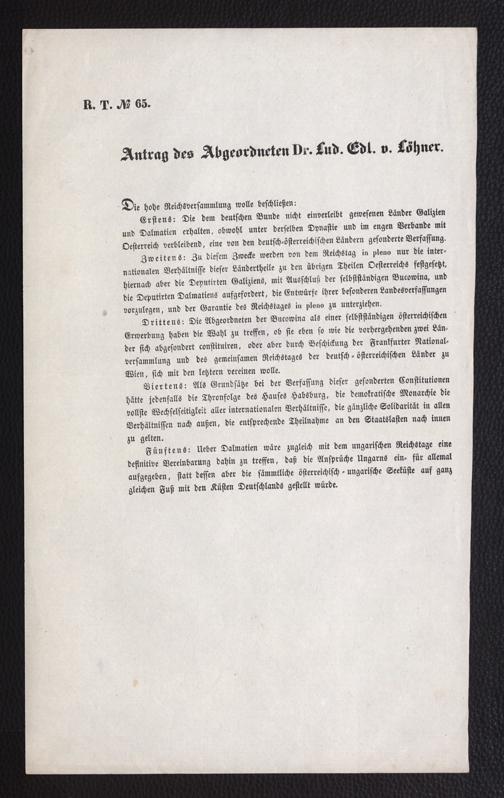 R. T. № 65.
Antrag des Abgeordneten Dr. Lud. Edl. v. Löhner.
Die hohe Reichsversammlung wolle beschließen:
Erstens: Die dem deutschen Bunde nicht einverleibt gewesenen Länder Galizien
und Dalmatien erhalten, obwohl unter derselben Dynastie und im engen Verbande mit
Oesterreich verbleibend, eine von den deutsch-österreichischen Ländern gesonderte Verfassung.
Zweitens: Zu diesem Zwecke werden von dem Reichstag in pleno nur die inter-
nationalen Verhältnisse dieser Ländertheile zu den übrigen Theilen Oesterreichs festgesetzt,
hiernach aber die Deputirten Galiziens, mit Ausschluß der selbstständigen Bucowina, und
die Deputirten Dalmatiens aufgefordert, die Entwürfe ihrer besonderen Landesverfassungen
vorzulegen, und der Garantie des Reichstages in pleno zu unterziehen.
Drittens: Die Abgeordneten der Bucowina als einer selbstständigen österreichischen
Erwerbung haben die Wahl zu treffen, ob sie eben so wie die vorhergehenden zwei Län-
der sich abgesondert constituiren, oder aber durch Beschickung der Frankfurter National-
versammlung und des gemeinsamen Reichstages der deutsch-österreichischen Länder zu
Wien, sich mit den letztern vereinen wolle.
Viertens: Als Grundsätze bei der Verfassung dieser gesonderten Constitutionen
hätte jedenfalls die Thronfolge des Hauses Habsburg, die demokratische Monarchie die
vollste Wechselseitigkeit aller internationalen Verhältnisse, die gänzliche Solidarität in allen
Verhältnissen nach außen, die entsprechende Theilnahme an den Staatslasten nach innen
zu gelten.
Fünftens: Ueber Dalmatien wäre zugleich mit dem ungarischen Reichstage eine
definitive Vereinbarung dahin zu treffen, daß die Ansprüche Ungarns ein- für allemal
aufgegeben, statt dessen aber die sämmtliche österreichisch-ungarische Seeküste auf ganz
gleichen Fuß mit den Küsten Deutschlands gestellt würde.